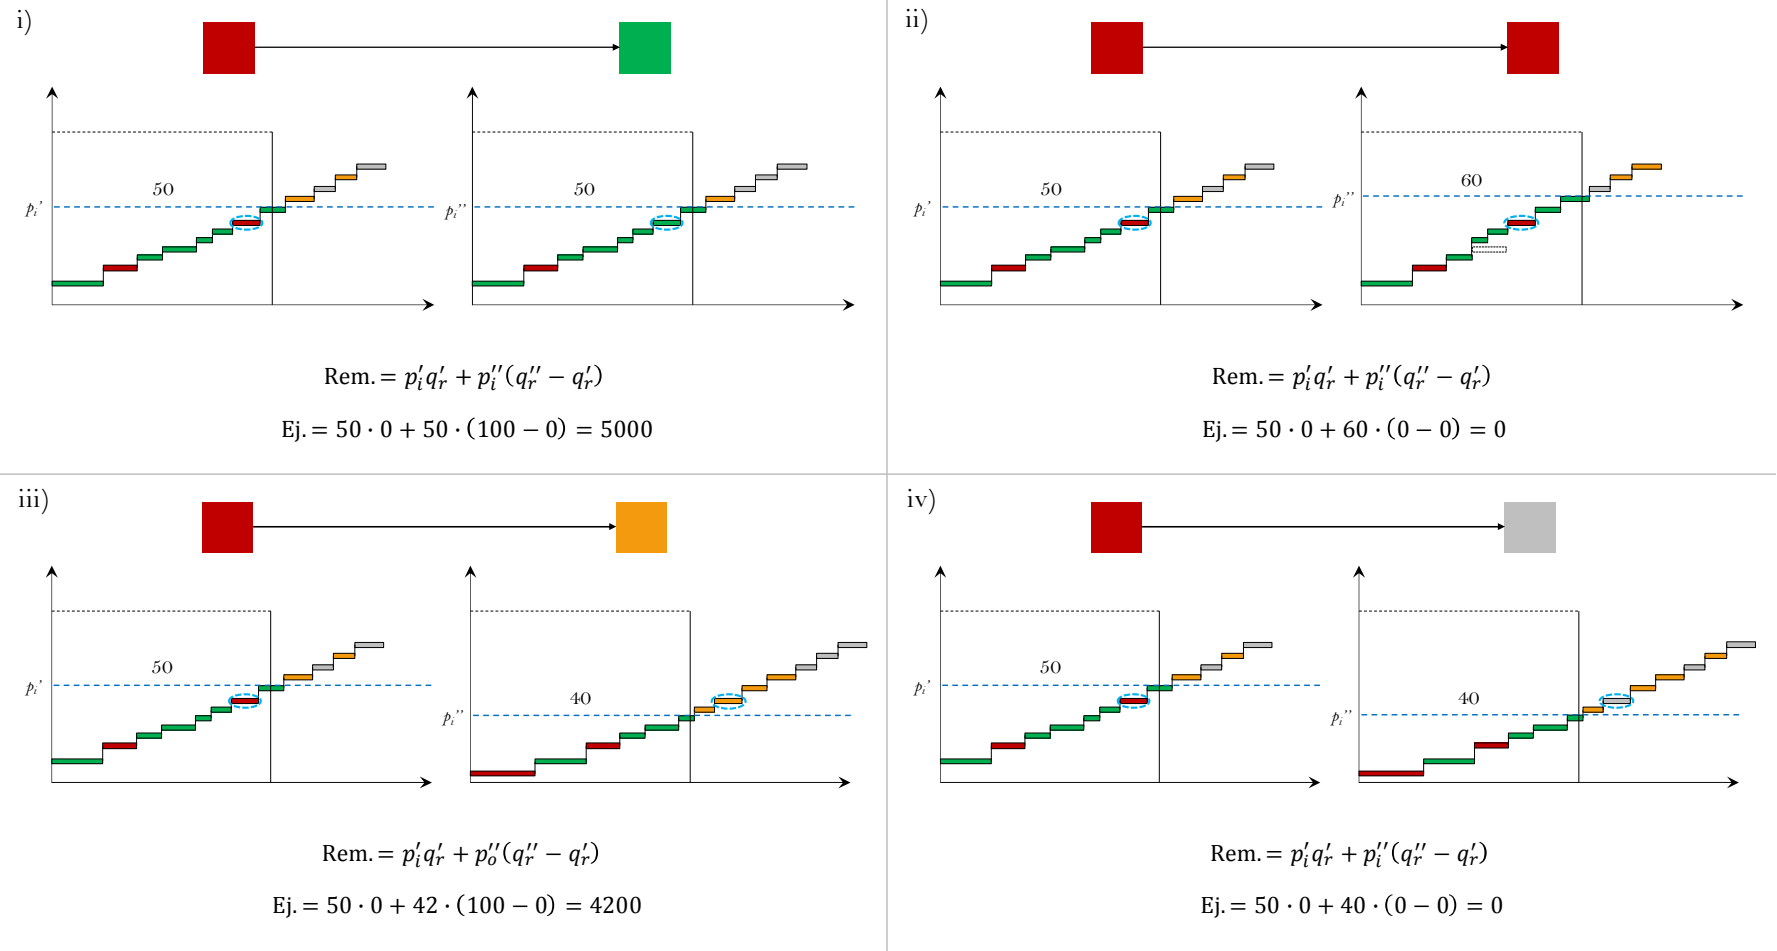 i)
50
pᵢ’
50
pᵢ’’
Rem. = p′ᵢq′ᵣ + p′′ᵢ(q′′ᵣ − q′ᵣ)
Ej. = 50 · 0 + 50 · (100 − 0) = 5000
ii)
50
pᵢ’
60
pᵢ’’
Rem. = p′ᵢq′ᵣ + p′′ᵢ(q′′ᵣ − q′ᵣ)
Ej. = 50 · 0 + 60 · (0 − 0) = 0
iii)
50
pᵢ’
40
pᵢ’’
Rem. = p′ᵢq′ᵣ + p′′ₒ(q′′ᵣ − q′ᵣ)
Ej. = 50 · 0 + 42 · (100 − 0) = 4200
iv)
50
pᵢ’
40
pᵢ’’
Rem. = p′ᵢq′ᵣ + p′′ᵢ(q′′ᵣ − q′ᵣ)
Ej. = 50 · 0 + 40 · (0 − 0) = 0